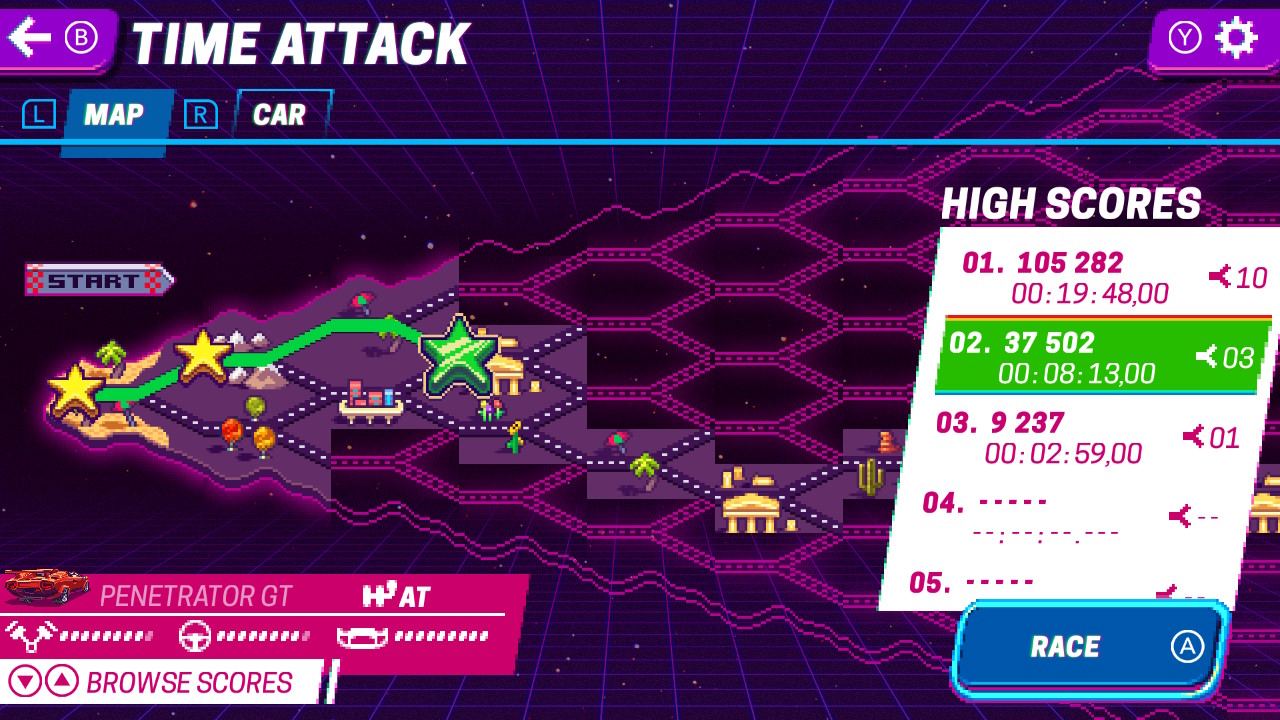 B
TIME ATTACK
Y
L
MAP
R
CAR
START
HIGH SCORES
01. 105 282
00:19:48,00
10
02. 37 502
00:08:13,00
03
03. 9 237
00:02:59,00
01
04. -----
--:--:--.---
--
05. -----
--
PENETRATOR GT
H AT
BROWSE SCORES
RACE
A